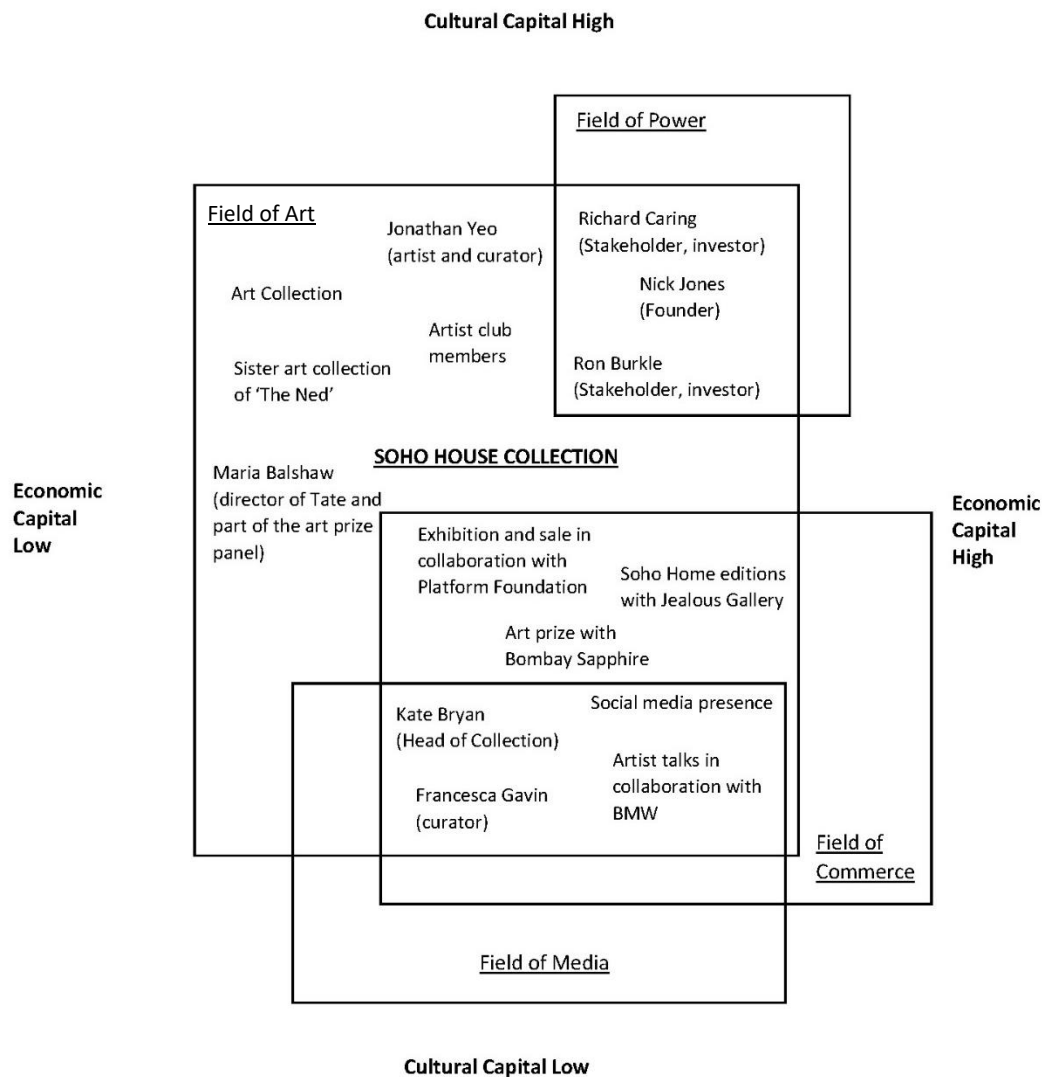 Cultural Capital High
Field of Power
Field of Art
Jonathan Yeo
(artist and curator)
Richard Caring
(Stakeholder, investor)
Nick Jones
(Founder)
Art Collection
Artist club
members
Sister art collection
of ‘The Ned’
Ron Burkle
(Stakeholder, investor)
SOHO HOUSE COLLECTION
Maria Balshaw
(director of Tate and
part of the art prize
panel)
Economic
Capital
Low
Economic
Capital
High
Exhibition and sale in
collaboration with
Platform Foundation
Soho Home editions
with Jealous Gallery
Art prize with
Bombay Sapphire
Social media presence
Kate Bryan
(Head of Collection)
Artist talks in
collaboration with
BMW
Francesca Gavin
(curator)
Field of
Commerce
Field of Media
Cultural Capital Low